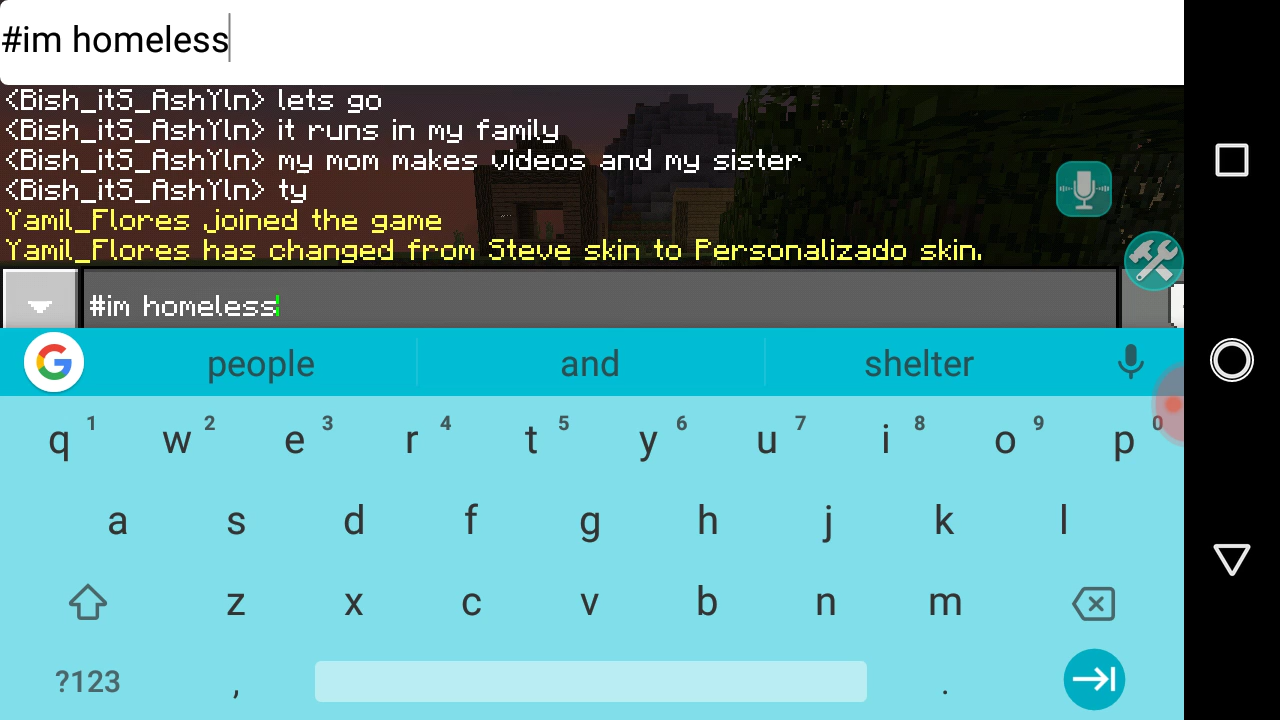 #im homeless
<Bish_itS_AshYln> lets go
<Bish_itS_AshYln> it runs in my family
<Bish_itS_AshYln> my mom makes videos and my sister
<Bish_itS_AshYln> ty
Yamil_Flores joined the game
Yamil_Flores has changed from Steve skin to Personalizado skin.
#im homeless
G people and shelter
1 2 3 4 5 6 7 8 9 0
q w e r t y u i o p
a s d f g h j k l
z x c v b n m
?123 , .